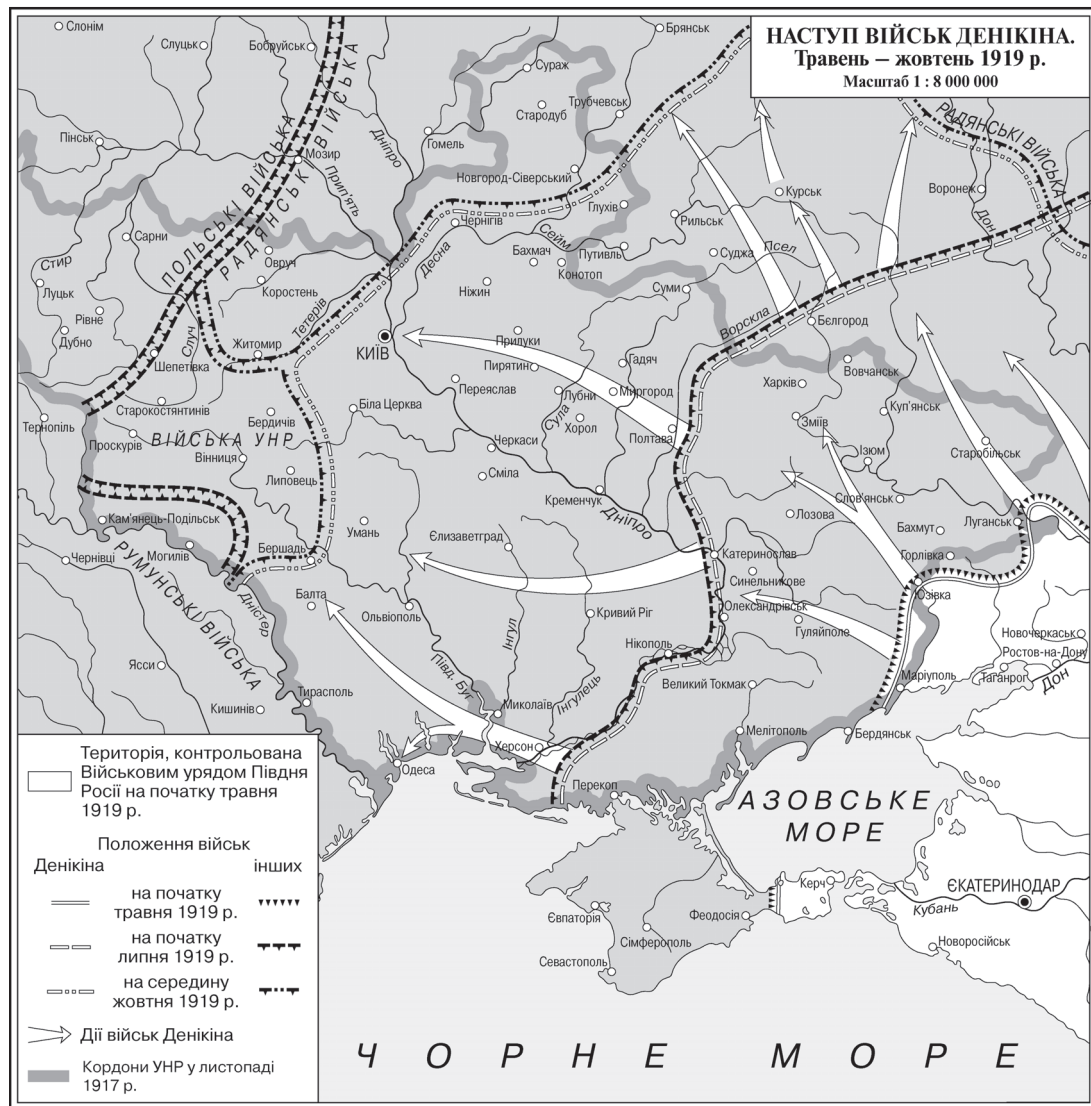 НАСТУП ВІЙСЬК ДЕНІКІНА.
Травень – жовтень 1919 р.
Масштаб 1 : 8 000 000
Слонім
Слуцьк
Бобруйськ
Брянськ
Сураж
Стародуб
Трубчевськ
РАДЯНСЬКІ ВІЙСЬКА
Пінськ
Мозир
Дніпро
Гомель
Прип'ять
Новгород-Сіверський
Курськ
Воронеж
Дон
ПОЛЬСЬКІ ВІЙСЬКА
РАДЯНСЬКІ ВІЙСЬКА
Глухів
Рильськ
Чернігів
Сейм
Десна
Сарни
Овруч
Бахмач
Путивль
Суджа
Псел
Стир
Конотоп
Луцьк
Коростень
Ніжин
Суми
Рівне
Тетерів
Ворскла
Бєлгород
Дубно
Случ
Житомир
КИЇВ
Прилуки
Шепетівка
Пирятин
Гадяч
Вовчанськ
Переяслав
Лубни
Миргород
Харків
Старокостянтинів
Біла Церква
Сула
Куп'янськ
Тернопіль
Бердичів
Хорол
Зміїв
Проскурів
ВІЙСЬКА УНР
Полтава
Черкаси
Старобільськ
Вінниця
Ізюм
Липовець
Сміла
Кременчук
Слов'янськ
Кам'янець-Подільськ
Умань
Дніпро
Лозова
Луганськ
Бахмут
Могилів
Єлизаветград
Чернівці
Бершадь
Катеринослав
Горлівка
РУМУНСЬКІ ВІЙСЬКА
Синельникове
Юзівка
Балта
Дністер
Ольвіополь
Кривий Ріг
Олександрівськ
Гуляйполе
Новочеркаськ
Інгул
Нікополь
Ростов-на-Дону
Ясси
Півд. Буг
Таганрог
Великий Токмак
Маріуполь
Дон
Інгулець
Кишинів
Тирасполь
Миколаїв
Мелітополь
Бердянськ
Херсон
Одеса
Перекоп
АЗОВСЬКЕ
МОРЕ
Керч
ЄКАТЕРИНОДАР
Кубань
Євпаторія
Феодосія
Сімферополь
Новоросійськ
Севастополь
ЧОРНЕ МОРЕ
Територія, контрольована
Військовим урядом Півдня
Росії на початку травня
1919 р.
Положення військ
Денікіна інших
на початку
травня 1919 р.
на початку
липня 1919 р.
на середину
жовтня 1919 р.
Дії військ Денікіна
Кордони УНР у листопаді
1917 р.